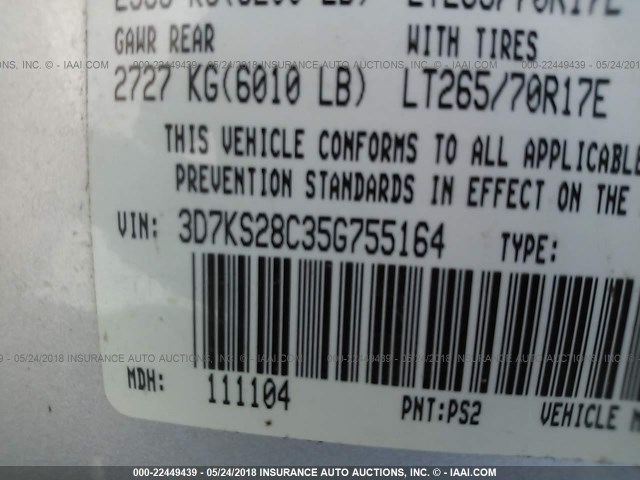 GAWR REAR WITH TIRES
2727 KG(6010 LB) LT265/70R17E
THIS VEHICLE CONFORMS TO ALL APPLICABLE
PREVENTION STANDARDS IN EFFECT ON THE
VIN: 3D7KS28C35G755164 TYPE:
MDH: 111104
PNT:PS2 VEHICLE
000-22449439 - 05/24/2018 INSURANCE AUTO AUCTIONS, INC. - © IAAI.COM